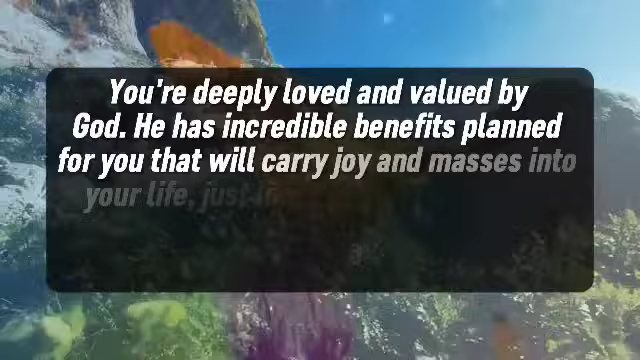 You're deeply loved and valued by
God. He has incredible benefits planned
for you that will carry joy and masses into
your life, just